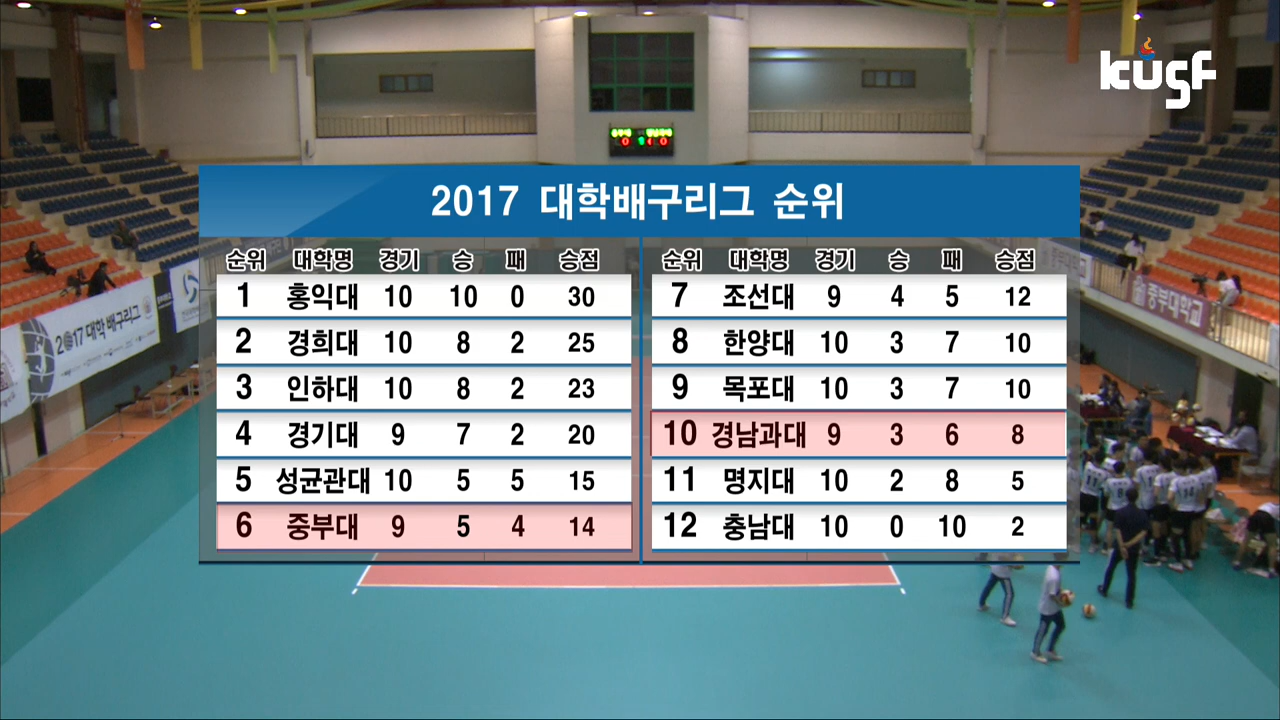 kusf
중부대 경남과대
2017 대학배구리그 순위
순위 대학명 경기 승 패 승점
1 홍익대 10 10 0 30
2 경희대 10 8 2 25
3 인하대 10 8 2 23
4 경기대 9 7 2 20
5 성균관대 10 5 5 15
6 중부대 9 5 4 14
순위 대학명 경기 승 패 승점
7 조선대 9 4 5 12
8 한양대 10 3 7 10
9 목포대 10 3 7 10
10 경남과대 9 3 6 8
11 명지대 10 2 8 5
12 충남대 10 0 10 2
2017 대학 배구리그
중부대학교